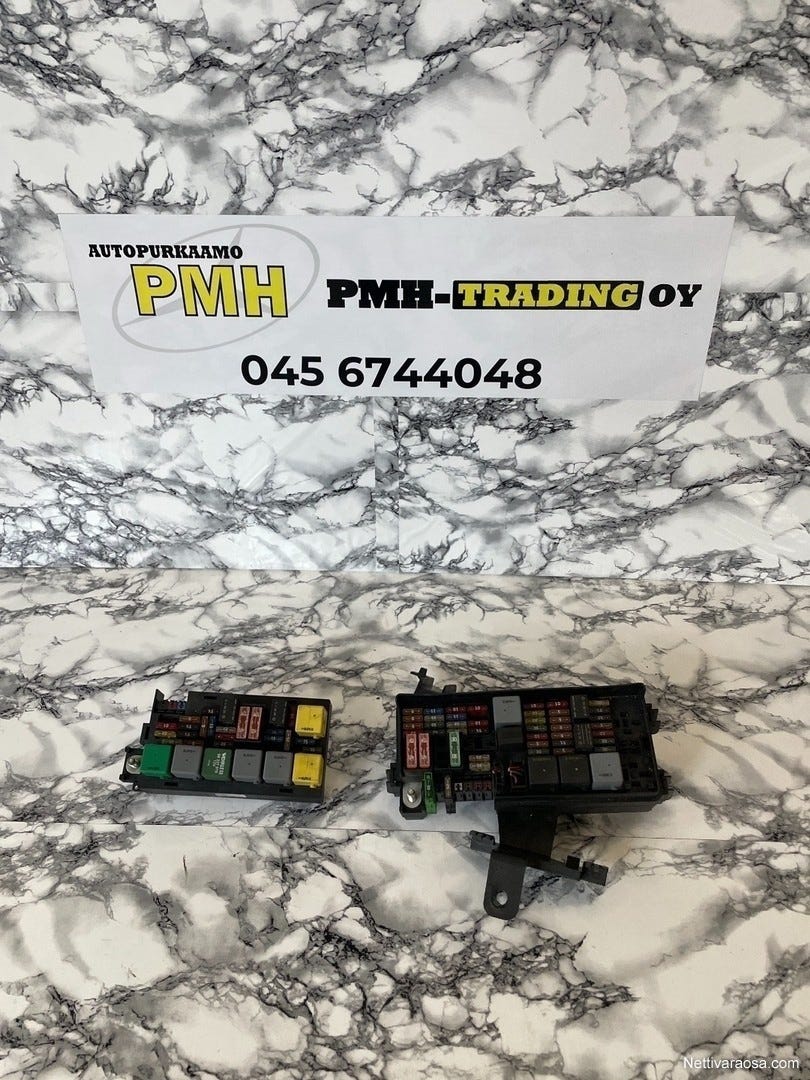 AUTOPURKAAMO
PMH
PMH-TRADING OY
045 6744048
Nettivaraosa.com